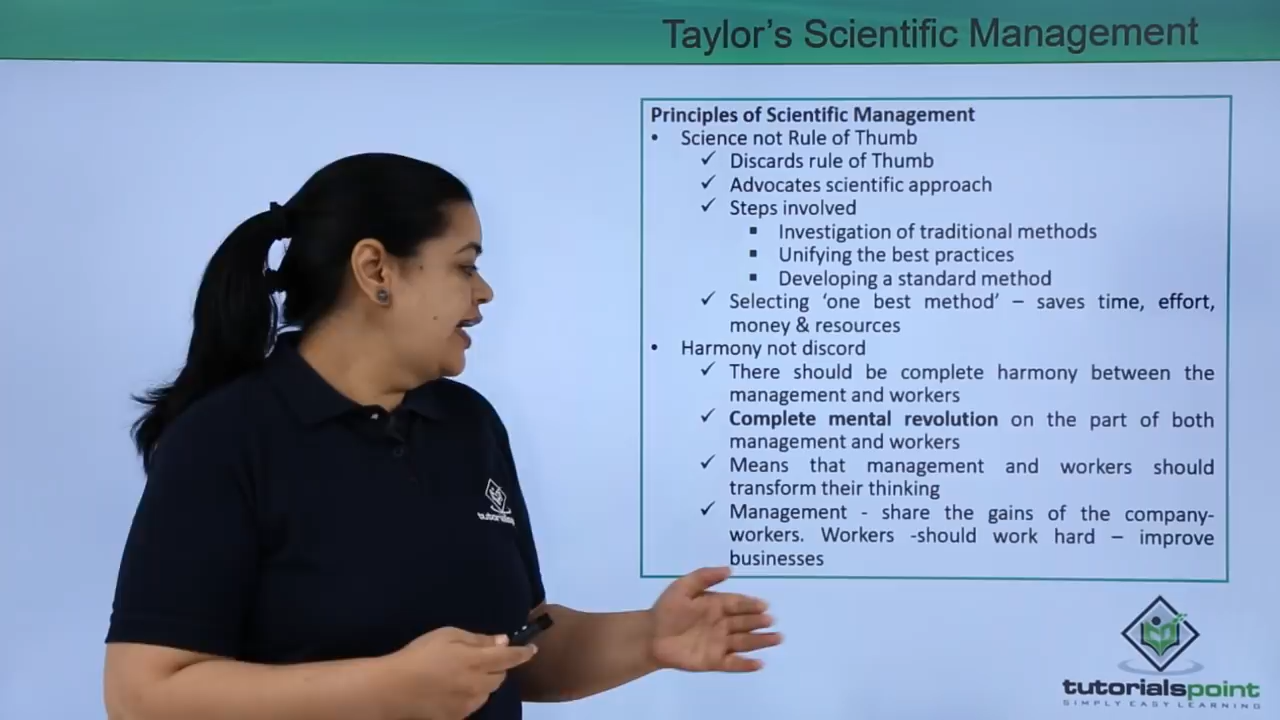 Taylor's Scientific Management
Principles of Scientific Management
• Science not Rule of Thumb
✓ Discards rule of Thumb
✓ Advocates scientific approach
✓ Steps involved
▪ Investigation of traditional methods
▪ Unifying the best practices
▪ Developing a standard method
✓ Selecting ‘one best method’ – saves time, effort,
money & resources
• Harmony not discord
✓ There should be complete harmony between the
management and workers
✓ Complete mental revolution on the part of both
management and workers
✓ Means that management and workers should
transform their thinking
✓ Management - share the gains of the company-
workers. Workers -should work hard – improve
businesses
tutorialspoint
tutorialspoint
SIMPLY EASY LEARNING